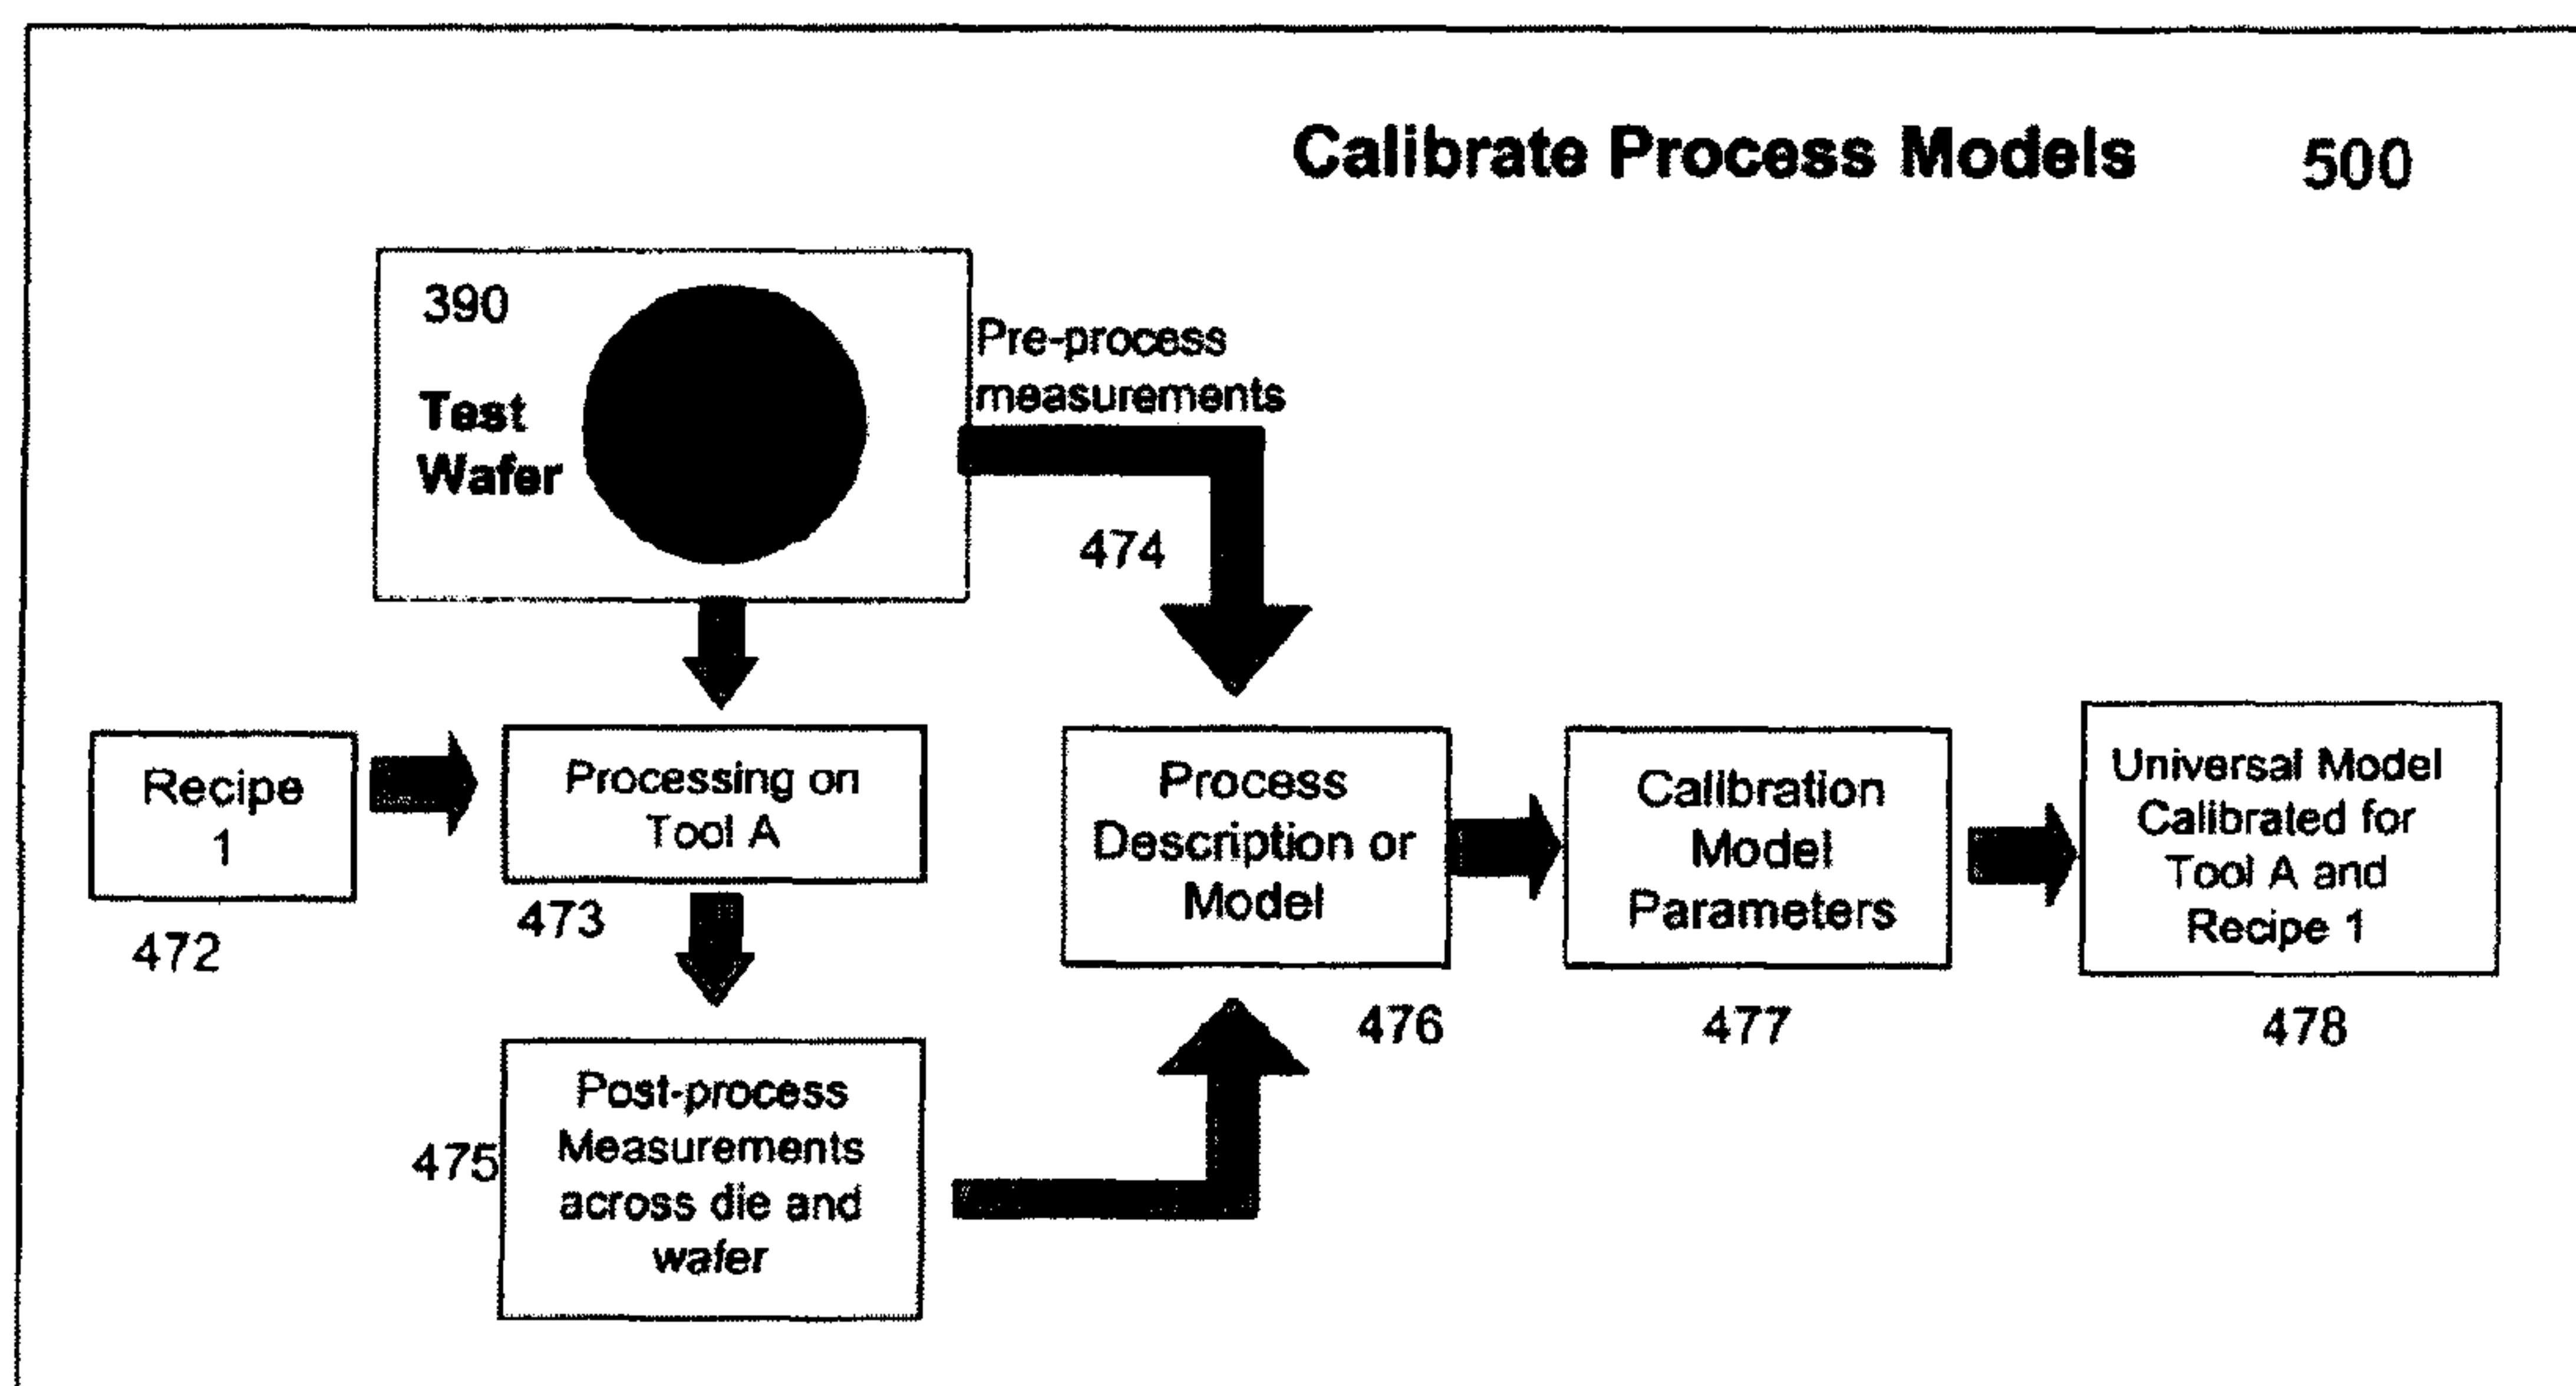 Calibrate Process Models 500
390
Test
Wafer
Pre-process
measurements
474
Recipe
1
472
Processing on
Tool A
473
Process
Description or
Model
476
Calibration
Model
Parameters
477
Universal Model
Calibrated for
Tool A and
Recipe 1
478
475
Post-process
Measurements
across die and
wafer